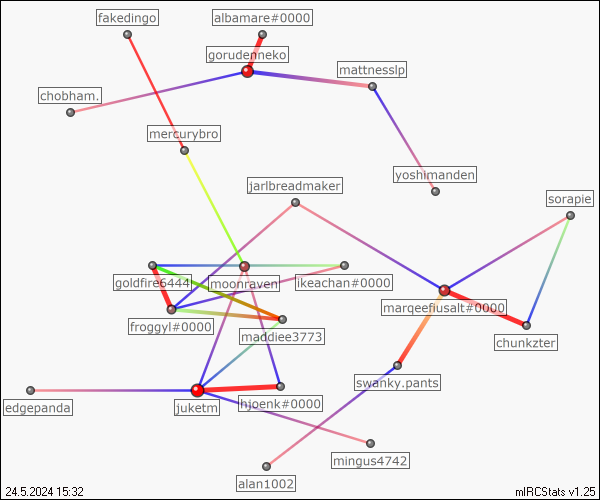 fakedingo
albamare#0000
gorudenneko
mattnesslp
chobham.
mercurybro
yoshimanden
jarlbreadmaker
sorapie
goldfire6444
moonraven
ikeachan#0000
marqeefiusalt#0000
froggyl#0000
maddiee3773
chunkzter
swanky.pants
edgepanda
juketm
hjoenk#0000
mingus4742
alan1002
24.5.2024 15:32
mIRCStats v1.25